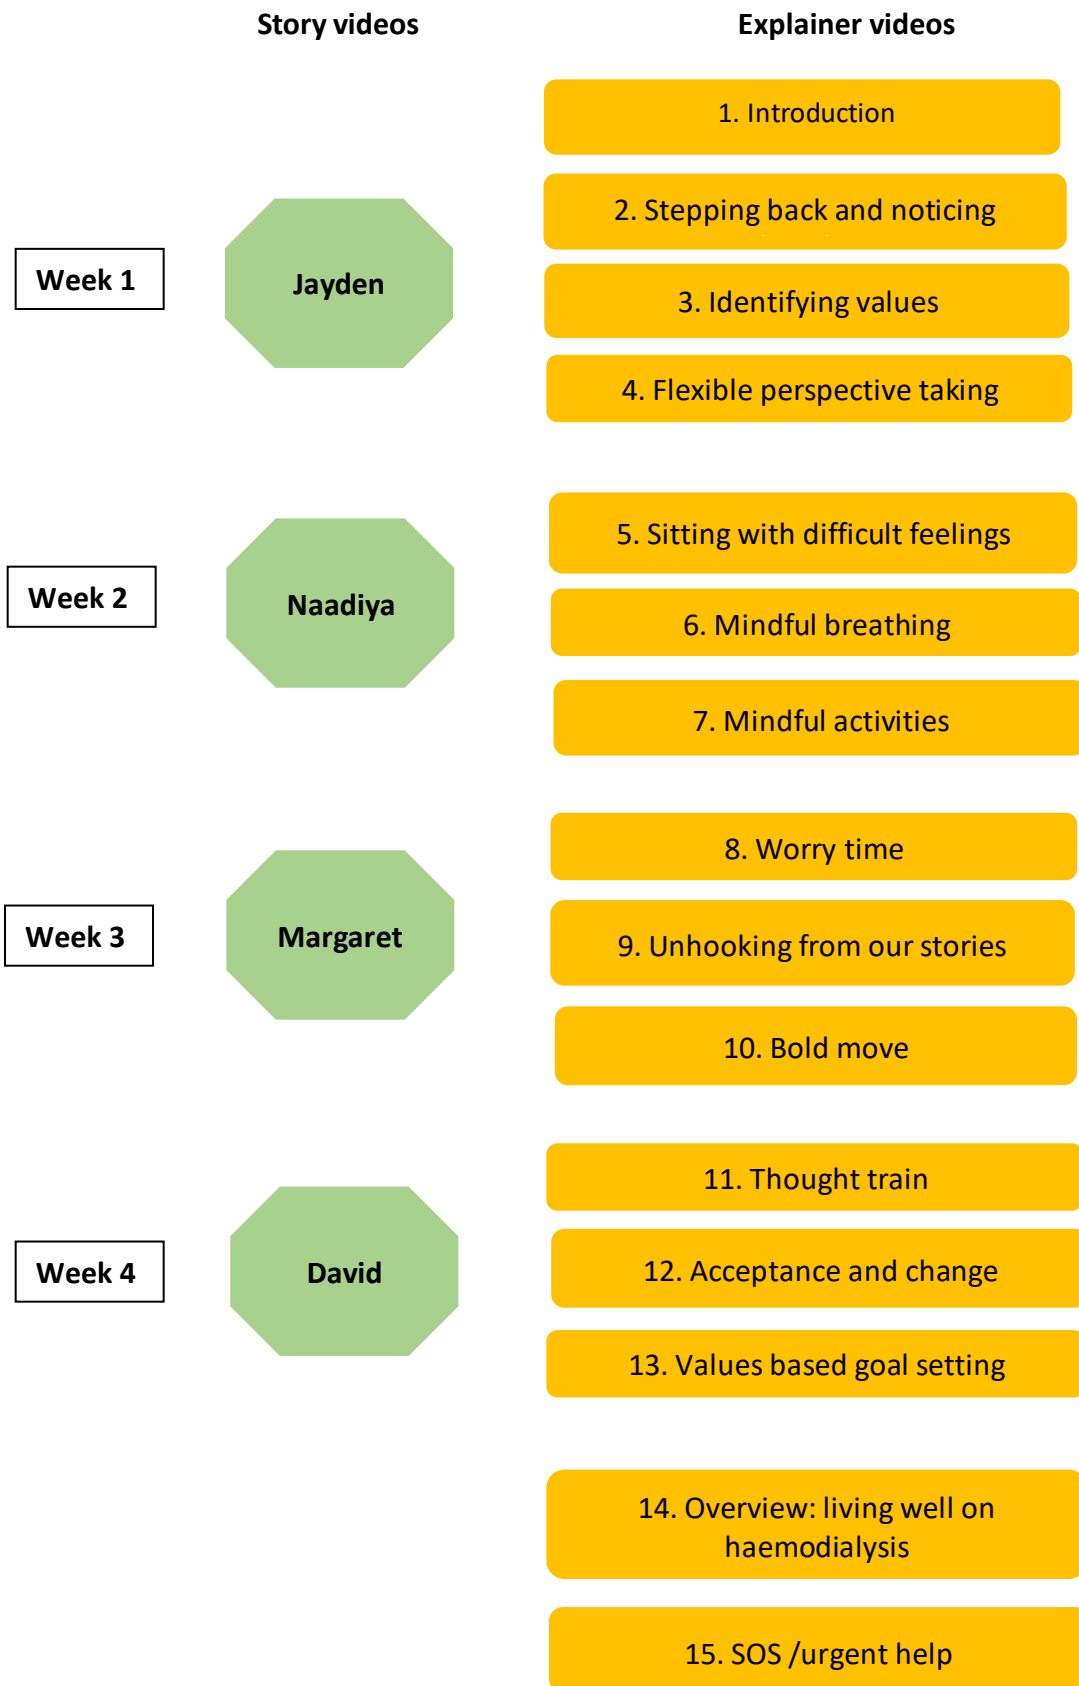 Story videos
Explainer videos
1. Introduction
2. Stepping back and noticing
Week 1
Jayden
3. Identifying values
4. Flexible perspective taking
5. Sitting with difficult feelings
Week 2
Naadiya
6. Mindful breathing
7. Mindful activities
8. Worry time
Week 3
Margaret
9. Unhooking from our stories
10. Bold move
11. Thought train
Week 4
David
12. Acceptance and change
13. Values based goal setting
14. Overview: living well on
haemodialysis
15. SOS /urgent help